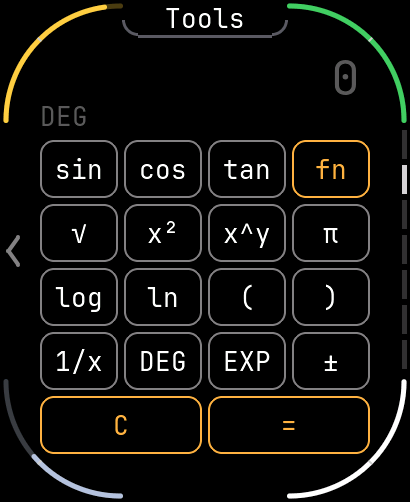 Tools
0
DEG
sin cos tan fn
√ x² x^y π
log ln ( )
1/x DEG EXP ±
C =